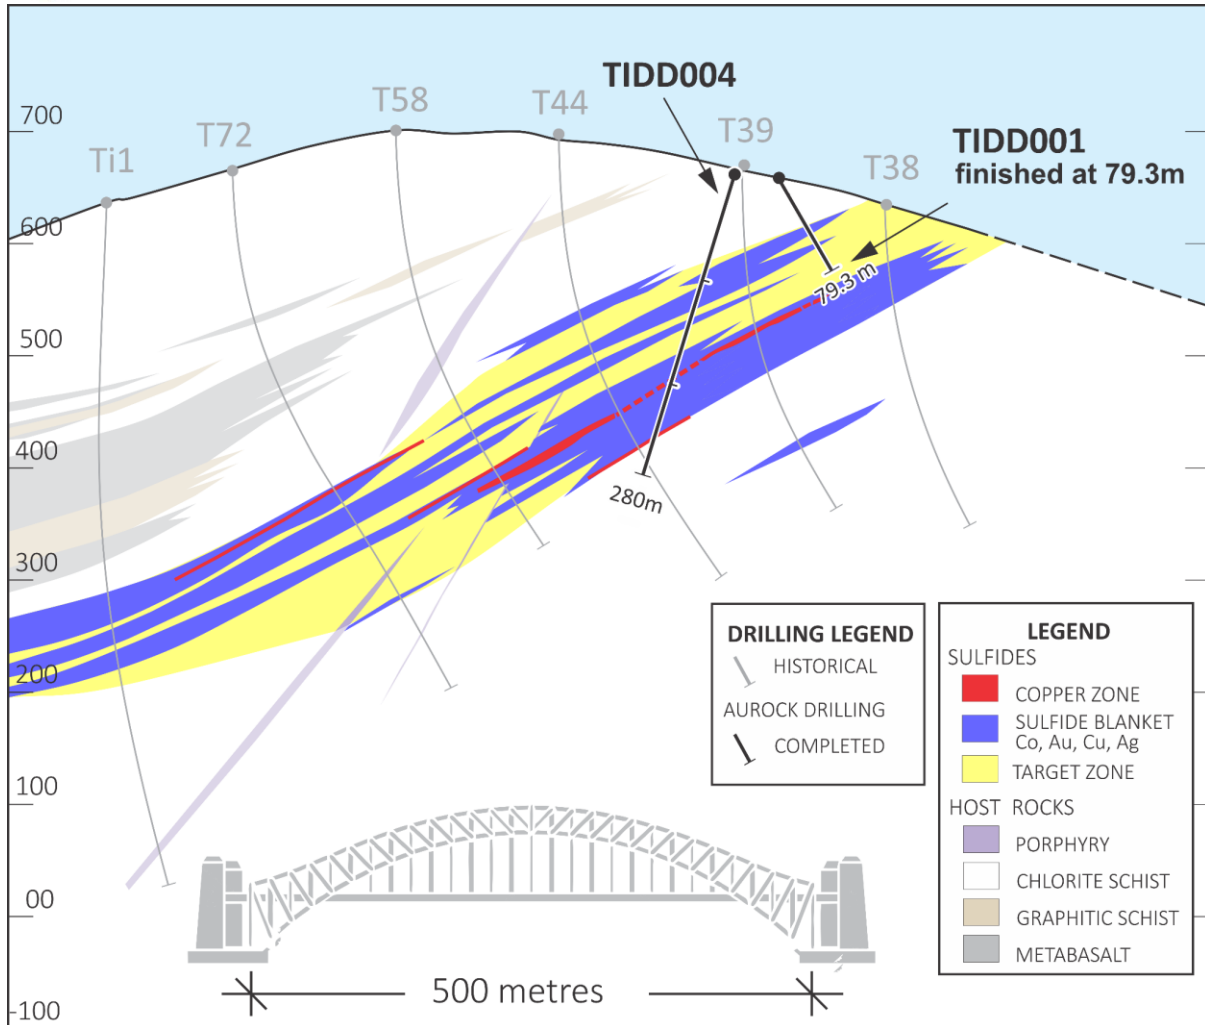 TIDD004
T58
T44
T39
700
T72
TIDD001
finished at 79.3m
Ti1
T38
600
79.3 m
500
400
280m
300
200
100
00
-100
DRILLING LEGEND
HISTORICAL
AUROCK DRILLING
COMPLETED
LEGEND
SULFIDES
COPPER ZONE
SULFIDE BLANKET
Co, Au, Cu, Ag
TARGET ZONE
HOST ROCKS
PORPHYRY
CHLORITE SCHIST
GRAPHITIC SCHIST
METABASALT
500 metres